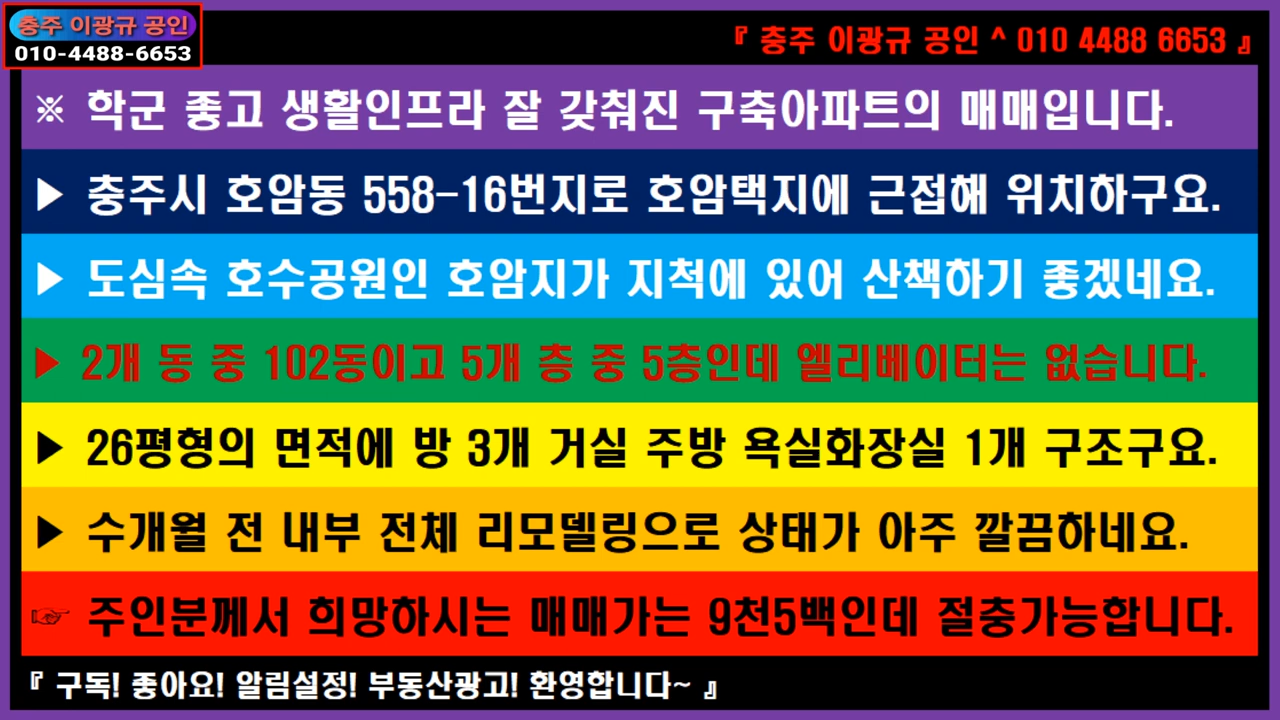 충주 이광규 공인
010-4488-6653
『 충주 이광규 공인 ^ 010 4488 6653 』
※ 학군 좋고 생활인프라 잘 갖춰진 구축아파트의 매매입니다.
▶ 충주시 호암동 558-16번지로 호암택지에 근접해 위치하구요.
▶ 도심속 호수공원인 호암지가 지척에 있어 산책하기 좋겠네요.
▶ 2개 동 중 102동이고 5개 층 중 5층인데 엘리베이터는 없습니다.
▶ 26평형의 면적에 방 3개 거실 주방 욕실화장실 1개 구조구요.
▶ 수개월 전 내부 전체 리모델링으로 상태가 아주 깔끔하네요.
☞ 주인분께서 희망하시는 매매가는 9천5백인데 절충가능합니다.
『 구독! 좋아요! 알림설정! 부동산광고! 환영합니다~ 』